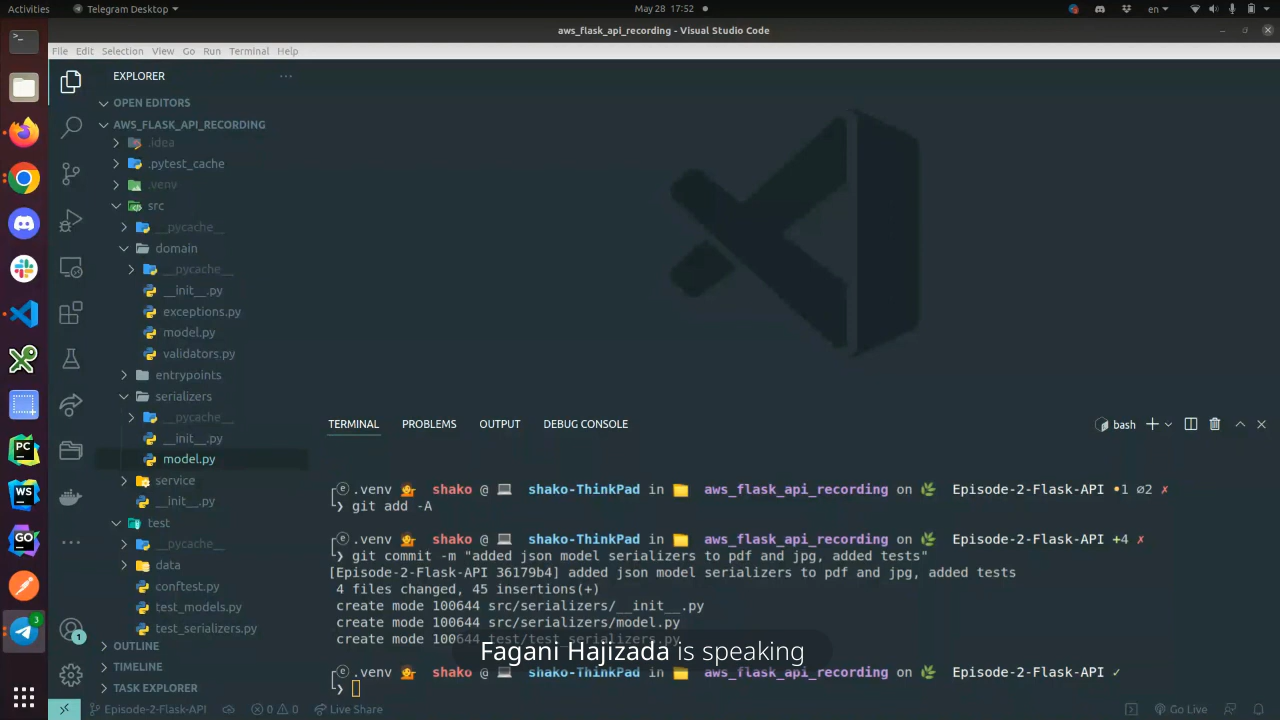 Activities
Telegram Desktop
May 28 17:52
en
aws_flask_api_recording - Visual Studio Code
File Edit Selection View Go Run Terminal Help
EXPLORER
OPEN EDITORS
AWS_FLASK_API_RECORDING
.idea
.pytest_cache
.venv
src
__pycache__
domain
__pycache__
__init__.py
exceptions.py
model.py
validators.py
entrypoints
serializers
__pycache__
__init__.py
model.py
service
__init__.py
test
__pycache__
data
conftest.py
test_models.py
test_serializers.py
OUTLINE
TIMELINE
TASK EXPLORER
TERMINAL PROBLEMS OUTPUT DEBUG CONSOLE
bash
.venv shako @ shako-ThinkPad in aws_flask_api_recording on Episode-2-Flask-API •1 ∅2 ✗
❯ git add -A
.venv shako @ shako-ThinkPad in aws_flask_api_recording on Episode-2-Flask-API +4 ✗
❯ git commit -m "added json model serializers to pdf and jpg, added tests"
[Episode-2-Flask-API 36179b4] added json model serializers to pdf and jpg, added tests
4 files changed, 45 insertions(+)
create mode 100644 src/serializers/__init__.py
create mode 100644 src/serializers/model.py
create mode 100644 test/test_serializers.py
Fagani Hajizada is speaking
.venv shako @ shako-ThinkPad in aws_flask_api_recording on Episode-2-Flask-API ✓
❯
Episode-2-Flask-API
0 0
Live Share
Go Live
1
3
PC
WS
GO